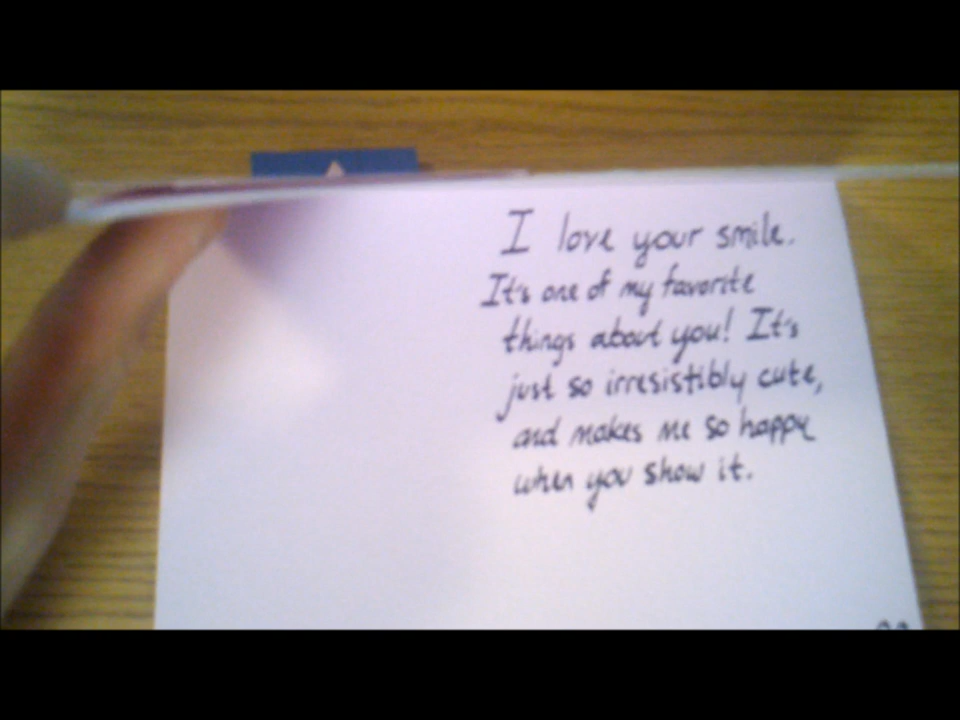 I love your smile.
It's one of my favorite
things about you! It's
just so irresistibly cute,
and makes me so happy
when you show it.